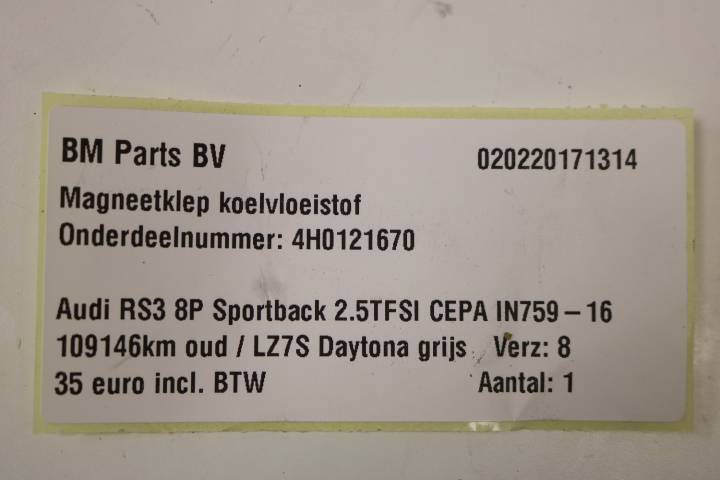 BM Parts BV 020220171314
Magneetklep koelvloeistof
Onderdeelnummer: 4H0121670
Audi RS3 8P Sportback 2.5TFSI CEPA IN759 – 16
109146km oud / LZ7S Daytona grijs Verz: 8
35 euro incl. BTW Aantal: 1